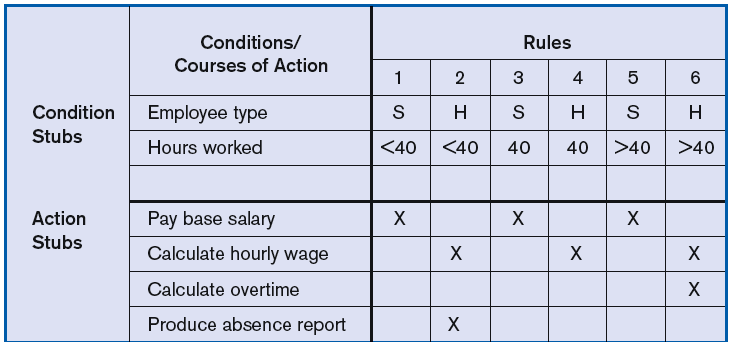 Conditions/
Courses of Action
Rules
1 2 3 4 5 6
Condition
Stubs
Employee type S H S H S H
Hours worked <40 <40 40 40 >40 >40
Action
Stubs
Pay base salary X X X
Calculate hourly wage X X X
Calculate overtime X
Produce absence report X